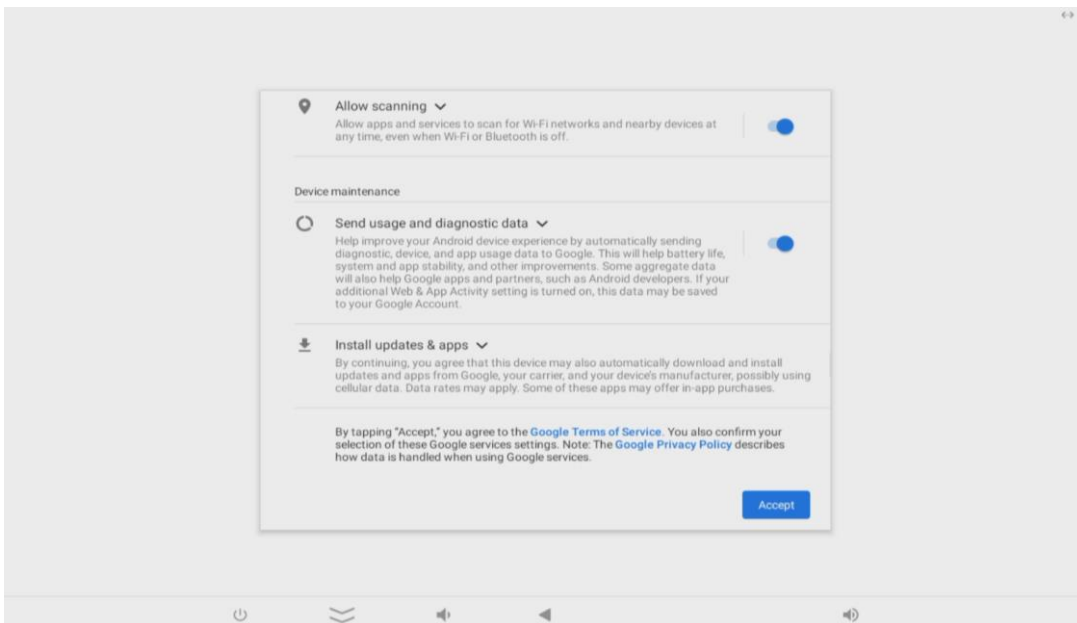 Allow scanning
Allow apps and services to scan for Wi-Fi networks and nearby devices at
any time, even when Wi-Fi or Bluetooth is off.
Device maintenance
Send usage and diagnostic data
Help improve your Android device experience by automatically sending
diagnostic, device, and app usage data to Google. This will help battery life,
system and app stability, and other improvements. Some aggregate data
will also help Google apps and partners, such as Android developers. If your
additional Web & App Activity setting is turned on, this data may be saved
to your Google Account.
Install updates & apps
By continuing, you agree that this device may also automatically download and install
updates and apps from Google, your carrier, and your device's manufacturer, possibly using
cellular data. Data rates may apply. Some of these apps may offer in-app purchases.
By tapping “Accept,” you agree to the Google Terms of Service. You also confirm your
selection of these Google services settings. Note: The Google Privacy Policy describes
how data is handled when using Google services.
Accept